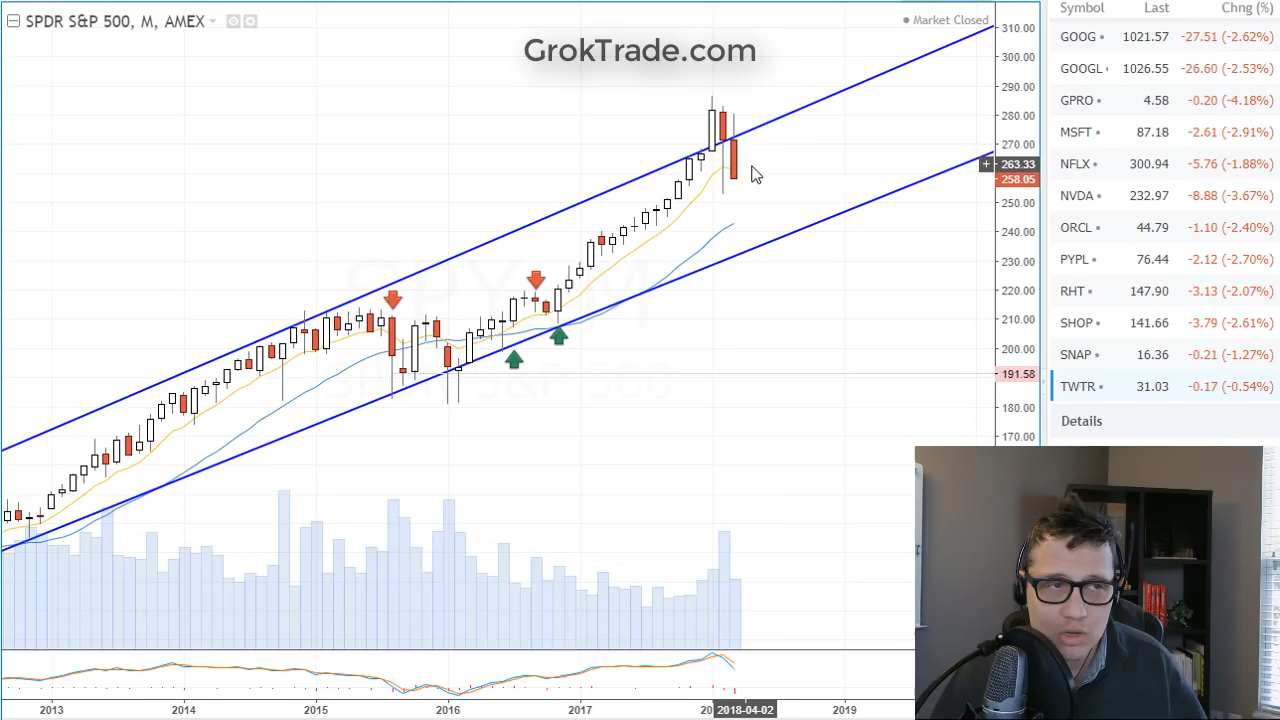 SPDR S&P 500, M, AMEX
Market Closed
GrokTrade.com
310.00
300.00
290.00
280.00
270.00
263.33
258.05
250.00
240.00
230.00
220.00
210.00
200.00
191.58
180.00
170.00
SPY, M
SPDR S&P 500
2013
2014
2015
2016
2017
2018-04-02
2019
Symbol Last Chng (%)
GOOG 1021.57 -27.51 (-2.62%)
GOOGL 1026.55 -26.60 (-2.53%)
GPRO 4.58 -0.20 (-4.18%)
MSFT 87.18 -2.61 (-2.91%)
NFLX 300.94 -5.76 (-1.88%)
NVDA 232.97 -8.88 (-3.67%)
ORCL 44.79 -1.10 (-2.40%)
PYPL 76.44 -2.12 (-2.70%)
RHT 147.90 -3.13 (-2.07%)
SHOP 141.66 -3.79 (-2.61%)
SNAP 16.36 -0.21 (-1.27%)
TWTR 31.03 -0.17 (-0.54%)
Details